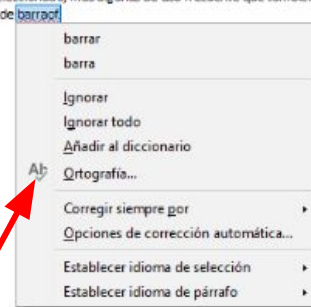 de barraof
barrar
barra
Ignorar
Ignorar todo
Añadir al diccionario
Ortografía...
Corregir siempre por
Opciones de corrección automática...
Establecer idioma de selección
Establecer idioma de párrafo